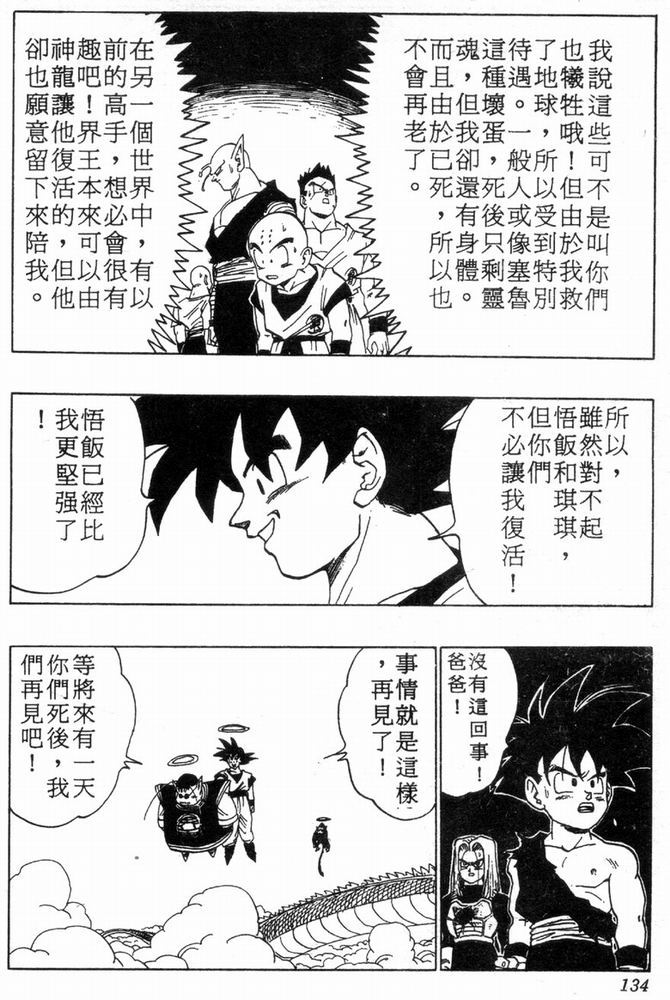 我說這些可不是叫你們
也犧牲哦！但由於我救
了地球，所以受到特別
待遇。一般人或像塞魯
這種壞蛋，死後只剩靈
魂，但我卻還有身體。
而且由於已死，所以也
不會再老了。
在另一個世界中，有以
前的高手，想必會很有
趣吧！界王本來可以由
神龍讓他復活的，但他
卻也願意留下來陪我。
所以，
雖然對不起
悟飯和琪琪，
但你們
不必讓我復活！
悟飯已經比
我更堅强了
！
沒有這回事！
爸爸！
事情就是這樣
，再見了！
等將來有一天
你們死後，我
們再見吧！
134